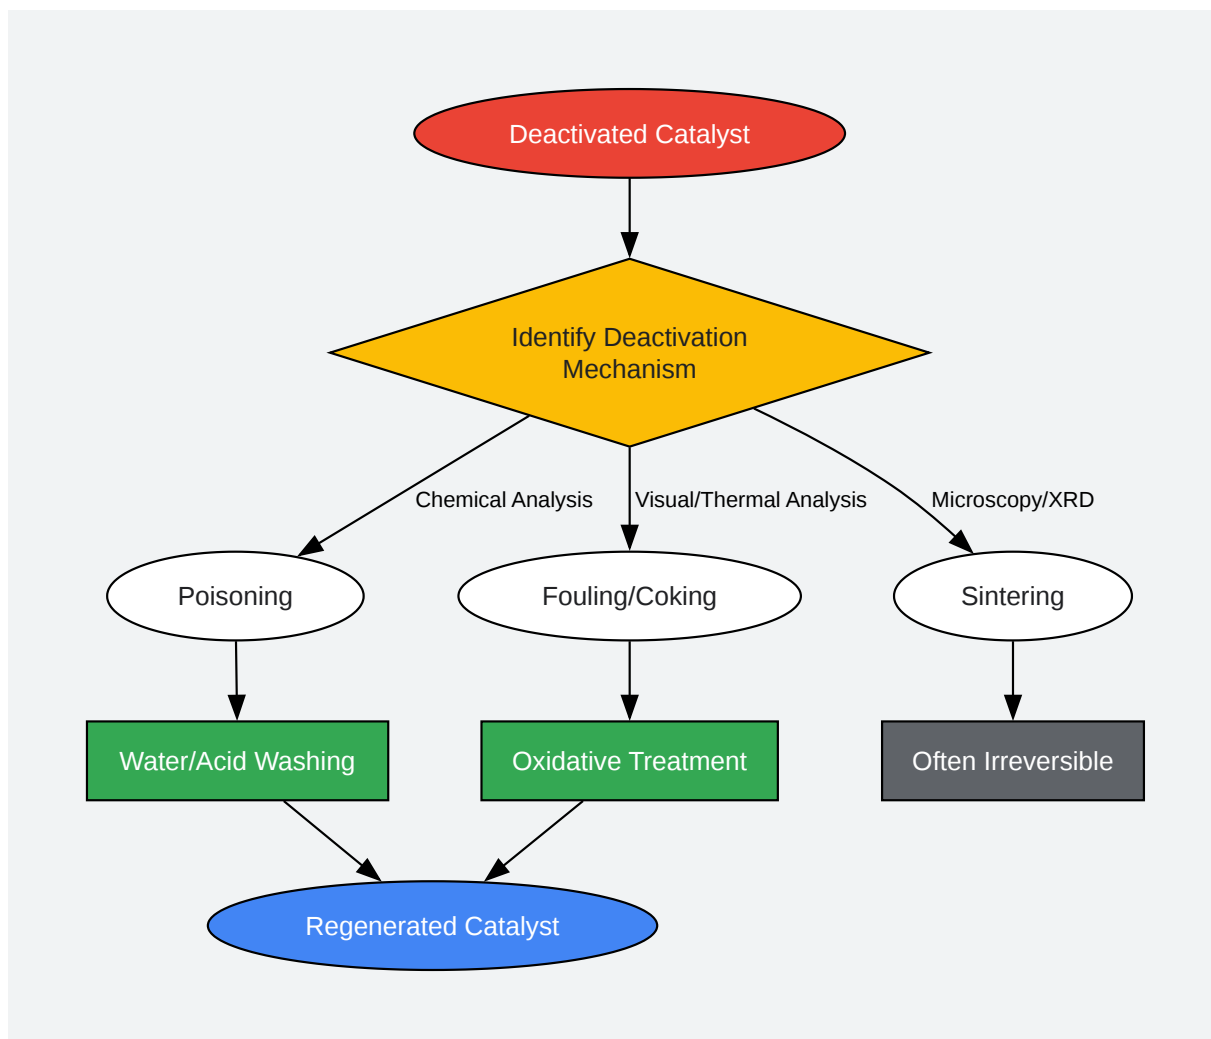 Deactivated Catalyst
Identify Deactivation
Mechanism
Chemical Analysis
Visual/Thermal Analysis
Microscopy/XRD
Poisoning
Fouling/Coking
Sintering
Water/Acid Washing
Oxidative Treatment
Often Irreversible
Regenerated Catalyst